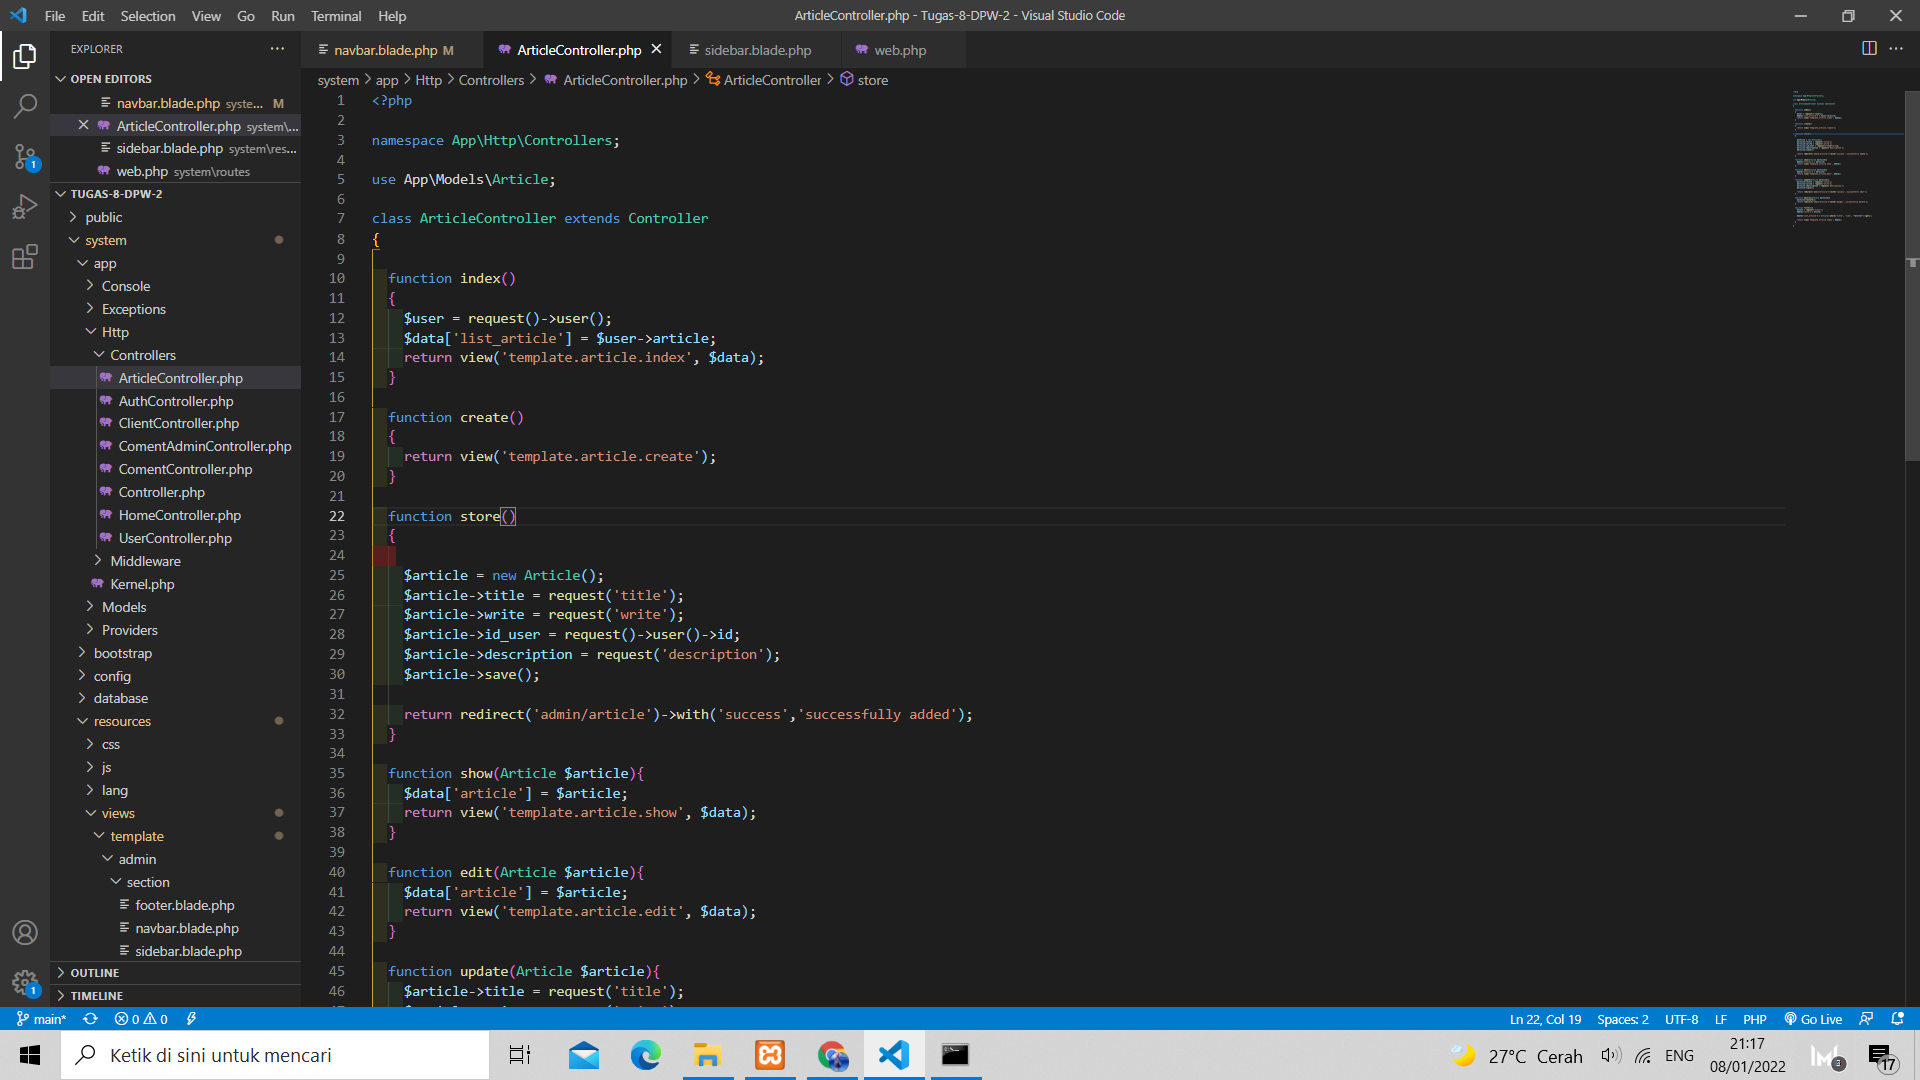 File Edit Selection View Go Run Terminal Help
ArticleController.php - Tugas-8-DPW-2 - Visual Studio Code
EXPLORER
OPEN EDITORS
navbar.blade.php syste... M
ArticleController.php system\...
sidebar.blade.php system\res...
web.php system\routes
TUGAS-8-DPW-2
public
system
app
Console
Exceptions
Http
Controllers
ArticleController.php
AuthController.php
ClientController.php
ComentAdminController.php
ComentController.php
Controller.php
HomeController.php
UserController.php
Middleware
Kernel.php
Models
Providers
bootstrap
config
database
resources
css
js
lang
views
template
admin
section
footer.blade.php
navbar.blade.php
sidebar.blade.php
OUTLINE
TIMELINE
navbar.blade.php M
ArticleController.php
sidebar.blade.php
web.php
system > app > Http > Controllers > ArticleController.php > ArticleController > store
1 <?php
2
3 namespace App\Http\Controllers;
4
5 use App\Models\Article;
6
7 class ArticleController extends Controller
8 {
9
10 function index()
11 {
12 $user = request()->user();
13 $data['list_article'] = $user->article;
14 return view('template.article.index', $data);
15 }
16
17 function create()
18 {
19 return view('template.article.create');
20 }
21
22 function store()
23 {
24
25 $article = new Article();
26 $article->title = request('title');
27 $article->write = request('write');
28 $article->id_user = request()->user()->id;
29 $article->description = request('description');
30 $article->save();
31
32 return redirect('admin/article')->with('success','successfully added');
33 }
34
35 function show(Article $article){
36 $data['article'] = $article;
37 return view('template.article.show', $data);
38 }
39
40 function edit(Article $article){
41 $data['article'] = $article;
42 return view('template.article.edit', $data);
43 }
44
45 function update(Article $article){
46 $article->title = request('title');
1
1
main* 0 0
Ln 22, Col 19 Spaces: 2 UTF-8 LF PHP Go Live
Ketik di sini untuk mencari
27°C Cerah
ENG
21:17
08/01/2022
3
17